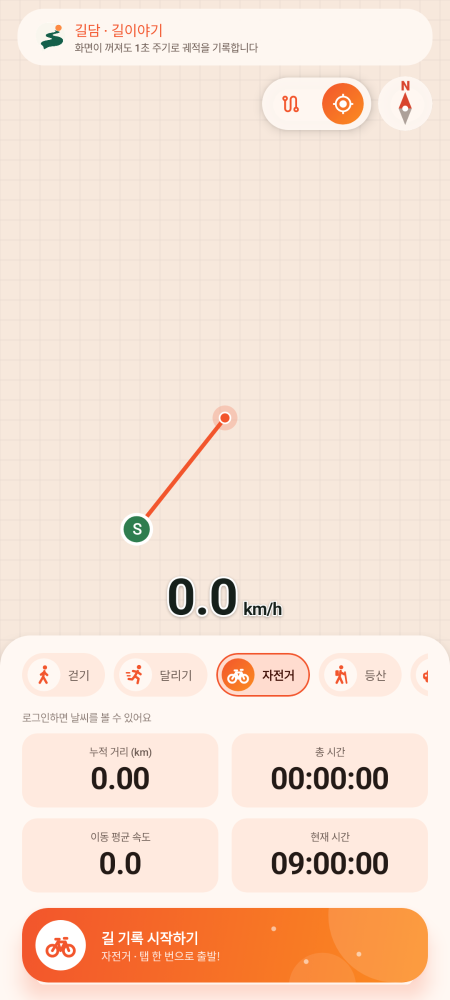 길담 · 길이야기
화면이 꺼져도 1초 주기로 궤적을 기록합니다
N
S
0.0 km/h
걷기
달리기
자전거
등산
로그인하면 날씨를 볼 수 있어요
누적 거리 (km)
0.00
총 시간
00:00:00
이동 평균 속도
0.0
현재 시간
09:00:00
길 기록 시작하기
자전거 · 탭 한 번으로 출발!